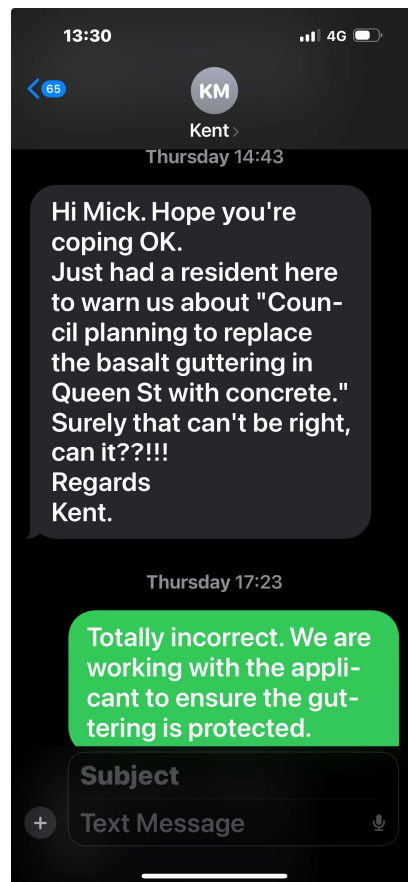 13:30
4G
65
KM
Kent
Thursday 14:43
Hi Mick. Hope you're
coping OK.
Just had a resident here
to warn us about "Coun-
cil planning to replace
the basalt guttering in
Queen St with concrete."
Surely that can't be right,
can it??!!!
Regards
Kent.
Thursday 17:23
Totally incorrect. We are
working with the appli-
cant to ensure the gut-
tering is protected.
Subject
Text Message